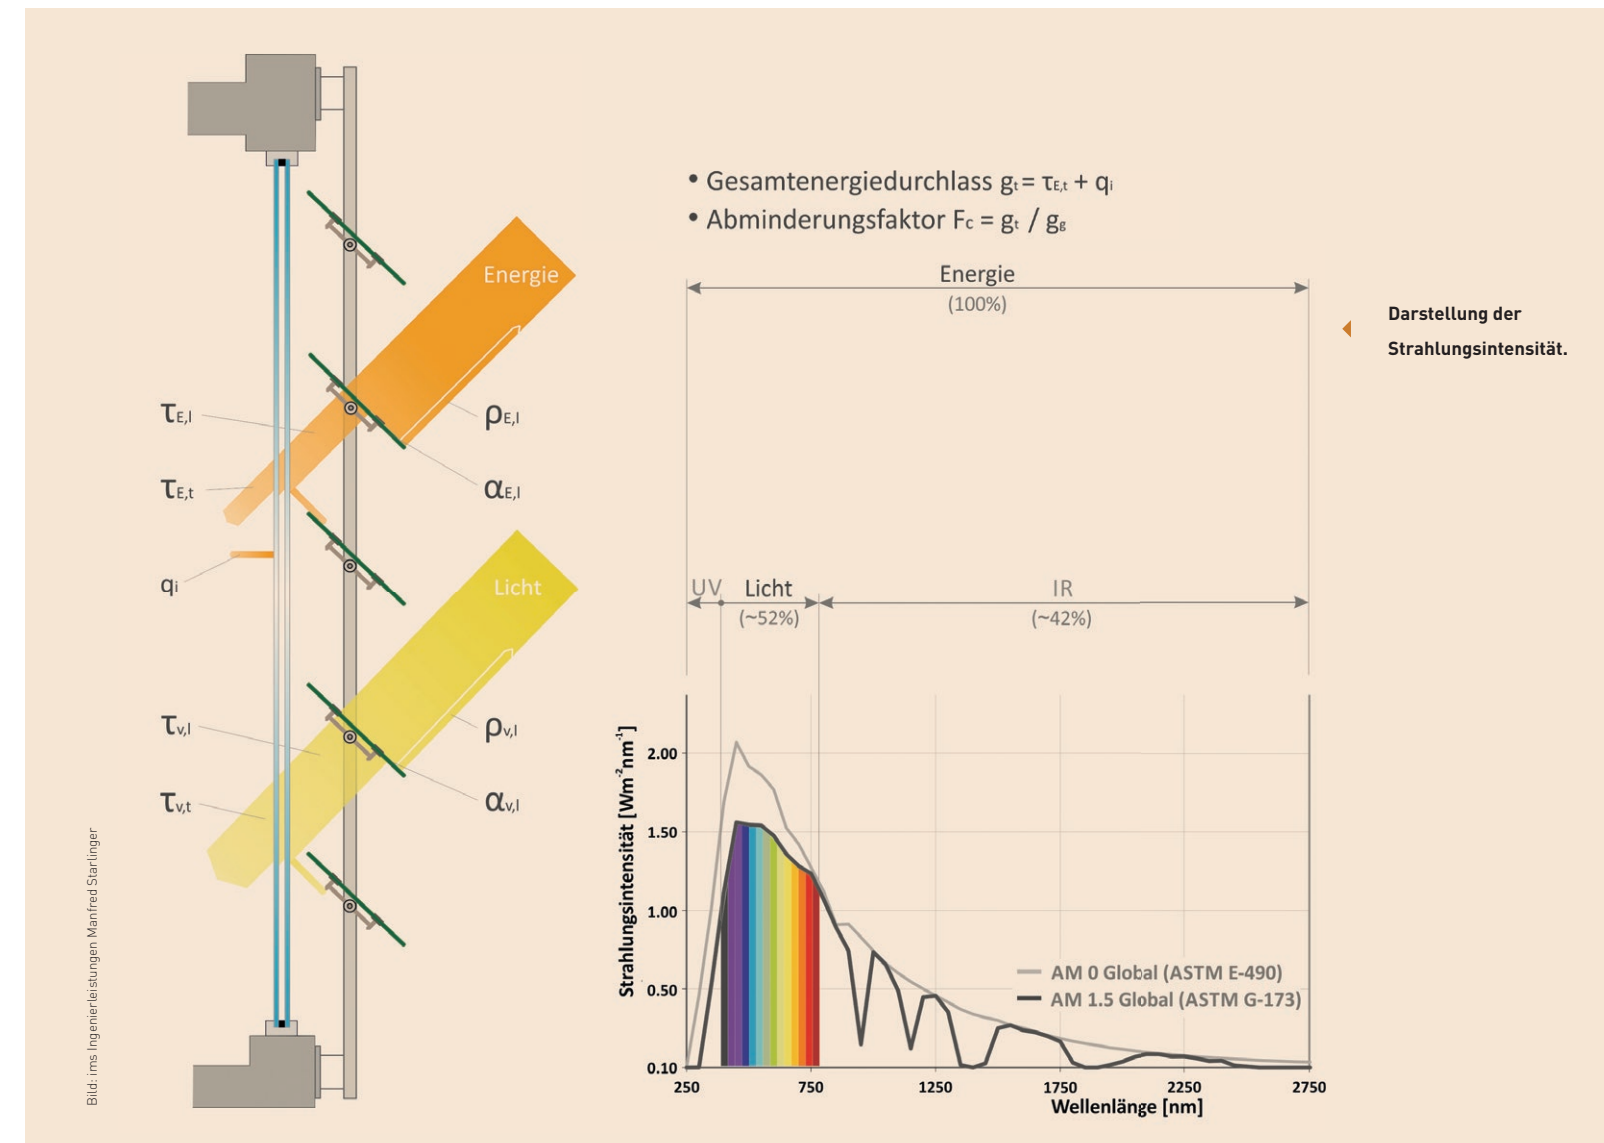 • Gesamtenergiedurchlass gt = τE,t + qi
• Abminderungsfaktor Fc = gt / gg
Energie
(100%)
Darstellung der
Strahlungsintensität.
Energie
τE,l
ρE,l
τE,t
αE,l
qi
Licht
UV
Licht
(~52%)
IR
(~42%)
τv,l
ρv,l
τv,t
αv,l
Strahlungsintensität [Wm-2nm-1]
2.00
1.50
1.00
0.50
0.10
AM 0 Global (ASTM E-490)
AM 1.5 Global (ASTM G-173)
250 750 1250 1750 2250 2750
Wellenlänge [nm]
Bild: ims Ingenierleistungen Manfred Starlinger